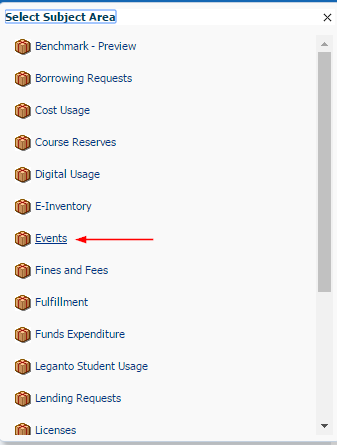 Select Subject Area
Benchmark - Preview
Borrowing Requests
Cost Usage
Course Reserves
Digital Usage
E-Inventory
Events
Fines and Fees
Fulfillment
Funds Expenditure
Leganto Student Usage
Lending Requests
Licenses